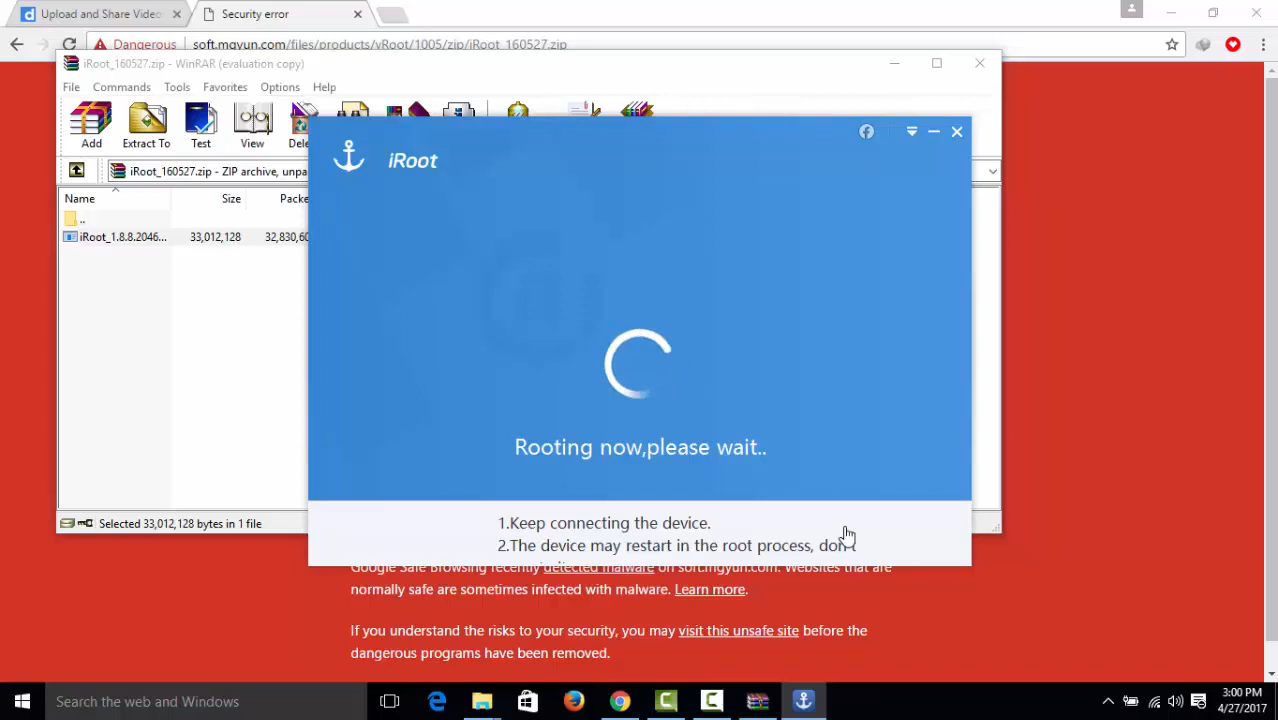 Upload and Share Video
Security error
Dangerous
soft.mgyun.com/files/products/vRoot/1005/zip/iRoot_160527.zip
iRoot_160527.zip - WinRAR (evaluation copy)
File Commands Tools Favorites Options Help
Add Extract To Test View
iRoot_160527.zip - ZIP archive, unpa
Name Size Packe
..
iRoot_1.8.8.2046... 33,012,128 32,830,60
Selected 33,012,128 bytes in 1 file
iRoot
Rooting now,please wait..
1.Keep connecting the device.
2.The device may restart in the root process, don't
Google Safe Browsing recently detected malware on soft.mgyun.com. Websites that are
normally safe are sometimes infected with malware. Learn more.
If you understand the risks to your security, you may visit this unsafe site before the
dangerous programs have been removed.
Search the web and Windows
3:00 PM
4/27/2017